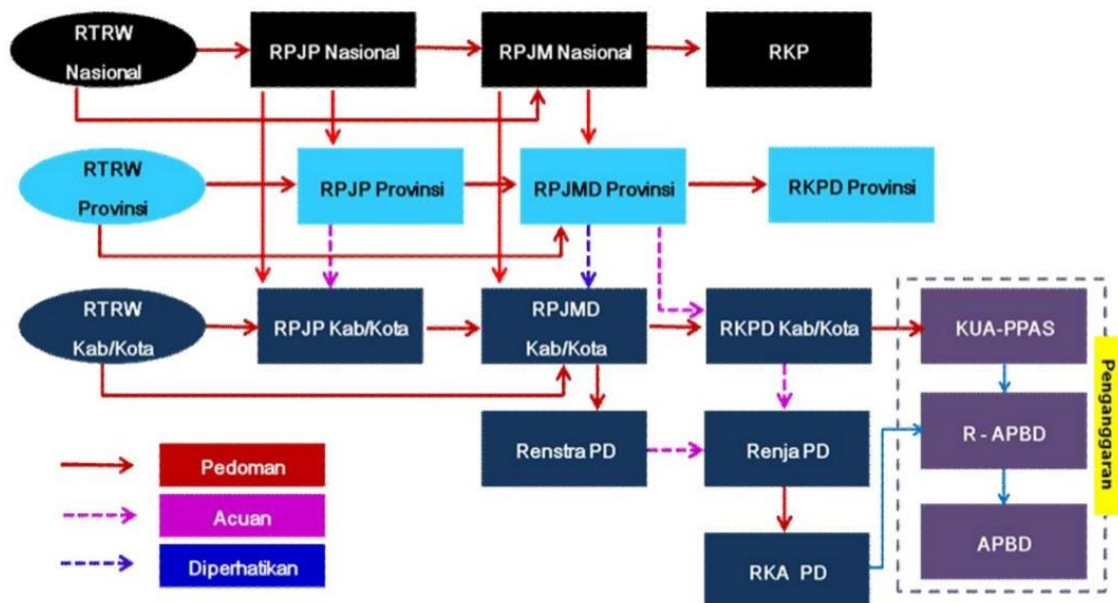 RTRW
Nasional
RPJP Nasional
RPJM Nasional
RKP
RTRW
Provinsi
RPJP Provinsi
RPJMD Provinsi
RKPD Provinsi
RTRW
Kab/Kota
RPJP Kab/Kota
RPJMD
Kab/Kota
RKPD Kab/Kota
KUA-PPAS
Penganggaran
Renstra PD
Renja PD
R - APBD
Pedoman
Acuan
Diperhatikan
RKA PD
APBD